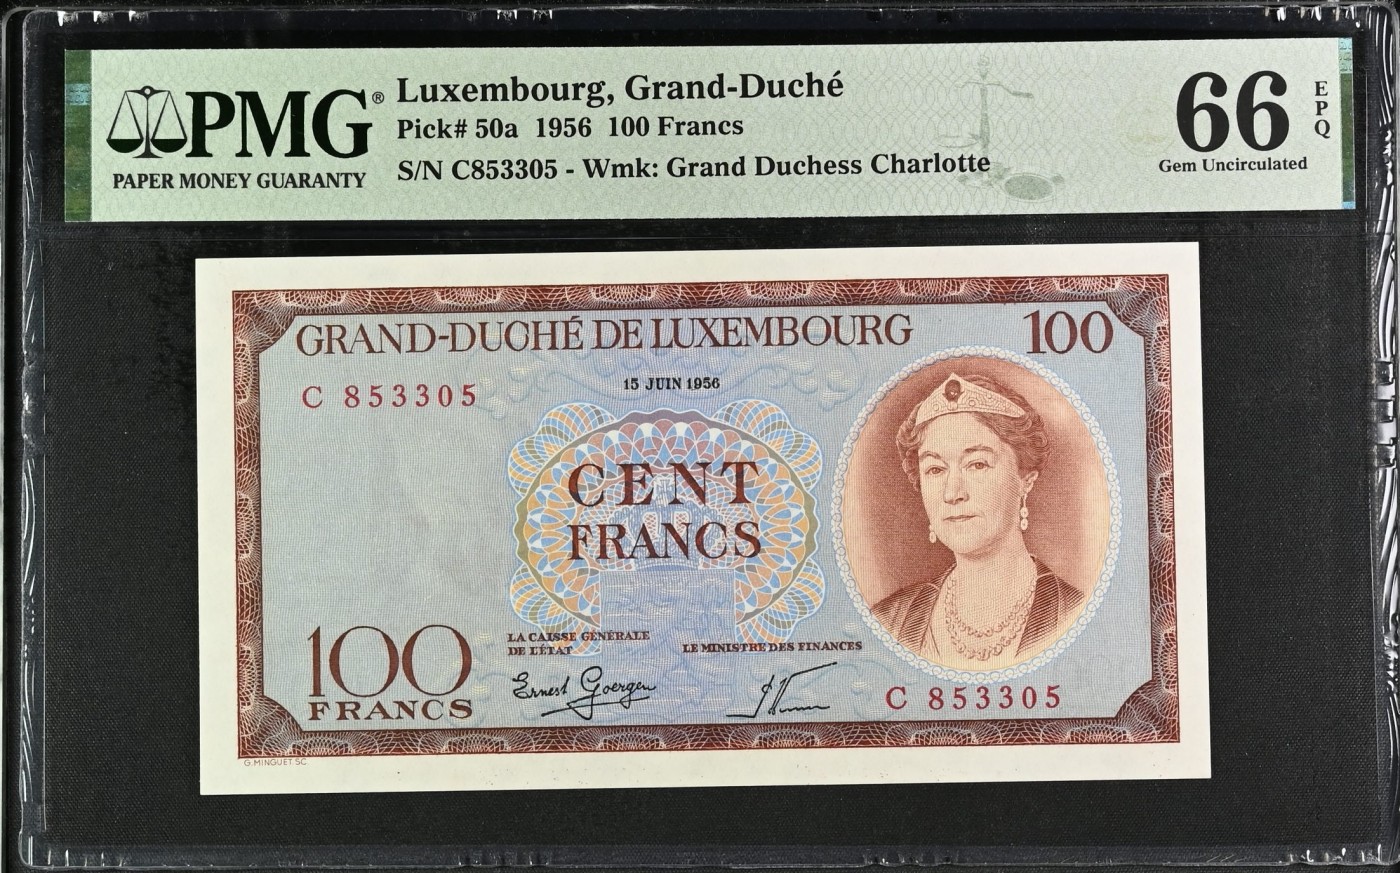 PMG®
PAPER MONEY GUARANTY
Luxembourg, Grand-Duché
Pick# 50a 1956 100 Francs
S/N C853305 - Wmk: Grand Duchess Charlotte
66
EPQ
Gem Uncirculated
GRAND-DUCHÉ DE LUXEMBOURG
100
C 853305
15 JUIN 1956
CENT
FRANCS
100
FRANCS
LA CAISSE GÉNÉRALE
DE L'ÉTAT
Ernest Goergen
LE MINISTRE DES FINANCES
C 853305
G.MINGUET SC.